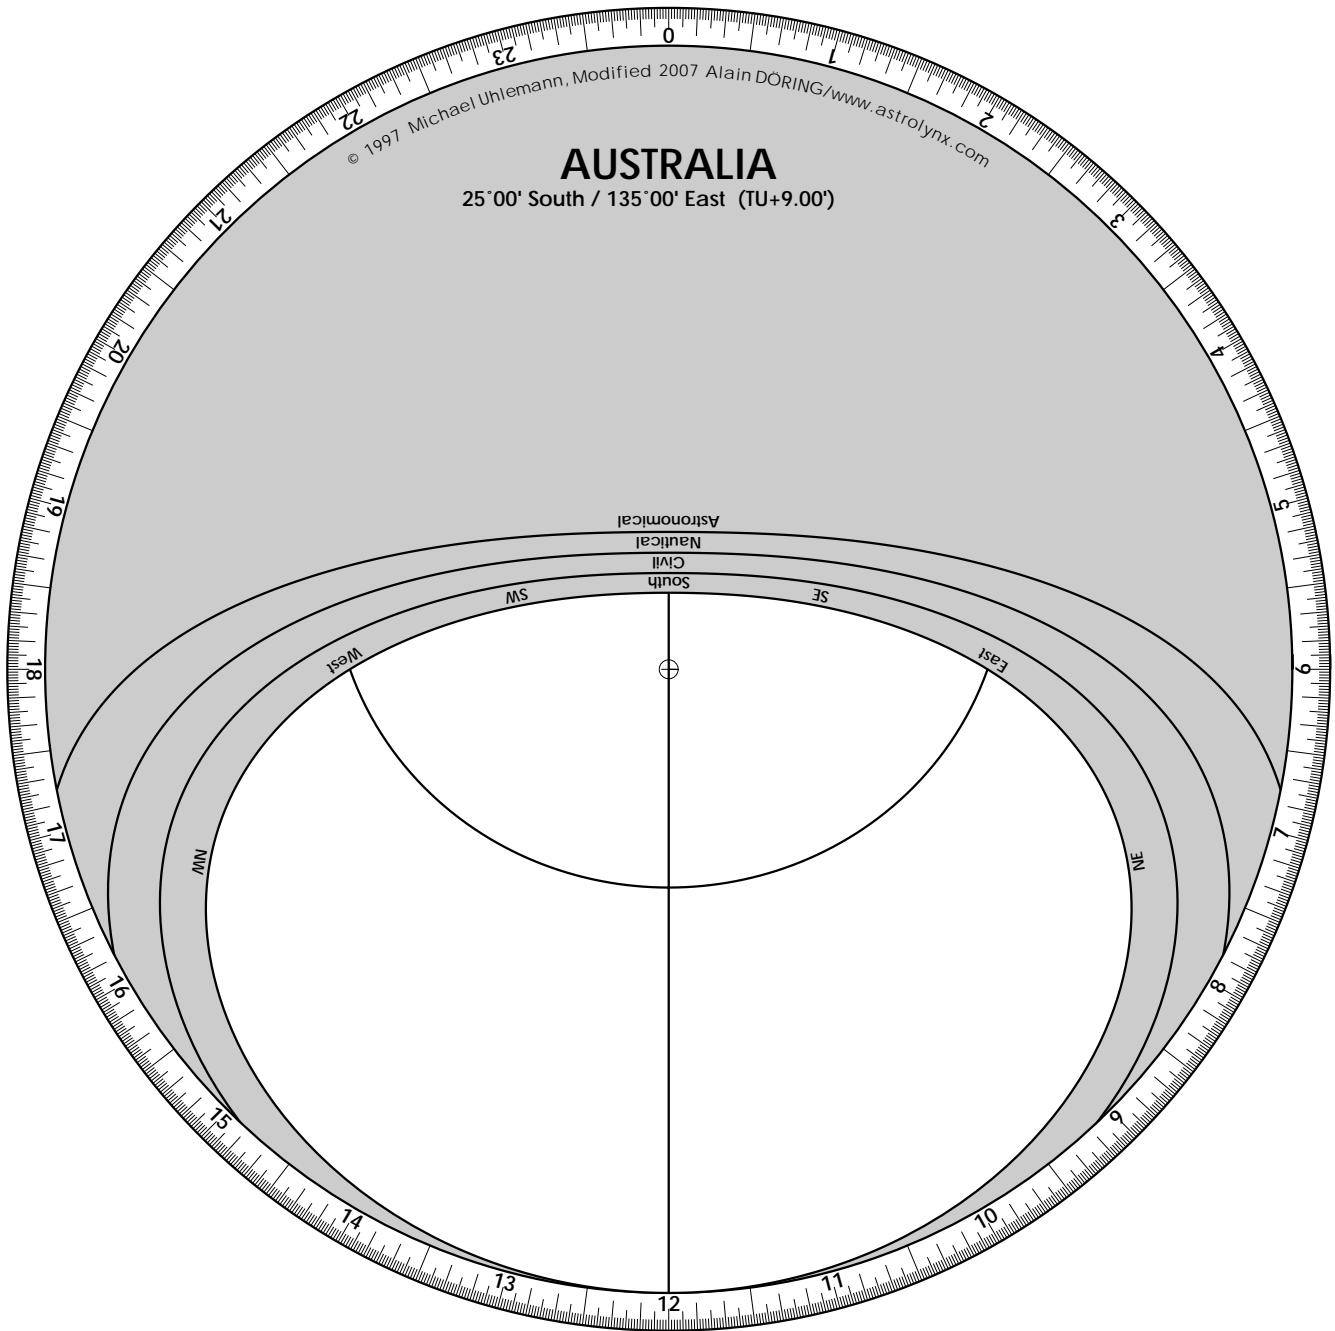 0
1
2
3
4
5
6
7
8
9
10
11
12
13
14
15
16
17
18
19
20
21
22
23
© 1997 Michael Uhlemann, Modified 2007 Alain DÖRING/www.astrolynx.com
AUSTRALIA
25°00' South / 135°00' East (TU+9.00')
Astronomical
Nautical
Civil
South
SW
SE
West
East
NW
NE